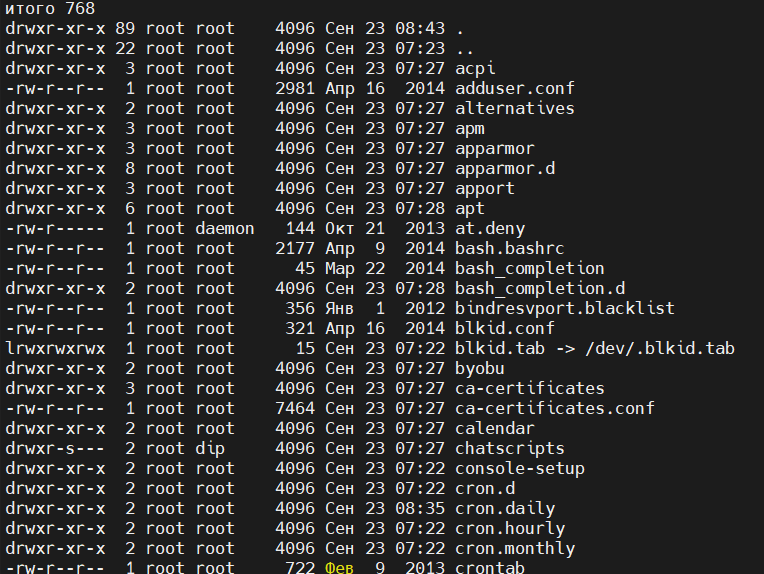 итого 768
drwxr-xr-x 89 root root    4096 Сен 23 08:43 .
drwxr-xr-x 22 root root    4096 Сен 23 07:23 ..
drwxr-xr-x  3 root root    4096 Сен 23 07:27 acpi
-rw-r--r--  1 root root    2981 Апр 16  2014 adduser.conf
drwxr-xr-x  2 root root    4096 Сен 23 07:27 alternatives
drwxr-xr-x  3 root root    4096 Сен 23 07:27 apm
drwxr-xr-x  3 root root    4096 Сен 23 07:27 apparmor
drwxr-xr-x  8 root root    4096 Сен 23 07:27 apparmor.d
drwxr-xr-x  3 root root    4096 Сен 23 07:27 apport
drwxr-xr-x  6 root root    4096 Сен 23 07:28 apt
-rw-r-----  1 root daemon   144 Окт 21  2013 at.deny
-rw-r--r--  1 root root    2177 Апр  9  2014 bash.bashrc
-rw-r--r--  1 root root      45 Мар 22  2014 bash_completion
drwxr-xr-x  2 root root    4096 Сен 23 07:28 bash_completion.d
-rw-r--r--  1 root root     356 Янв  1  2012 bindresvport.blacklist
-rw-r--r--  1 root root     321 Апр 16  2014 blkid.conf
lrwxrwxrwx  1 root root      15 Сен 23 07:22 blkid.tab -> /dev/.blkid.tab
drwxr-xr-x  2 root root    4096 Сен 23 07:27 byobu
drwxr-xr-x  3 root root    4096 Сен 23 07:27 ca-certificates
-rw-r--r--  1 root root    7464 Сен 23 07:27 ca-certificates.conf
drwxr-xr-x  2 root root    4096 Сен 23 07:27 calendar
drwxr-s---  2 root dip     4096 Сен 23 07:27 chatscripts
drwxr-xr-x  2 root root    4096 Сен 23 07:22 console-setup
drwxr-xr-x  2 root root    4096 Сен 23 07:22 cron.d
drwxr-xr-x  2 root root    4096 Сен 23 08:35 cron.daily
drwxr-xr-x  2 root root    4096 Сен 23 07:22 cron.hourly
drwxr-xr-x  2 root root    4096 Сен 23 07:22 cron.monthly
-rw-r--r--  1 root root     722 Фев  9  2013 crontab